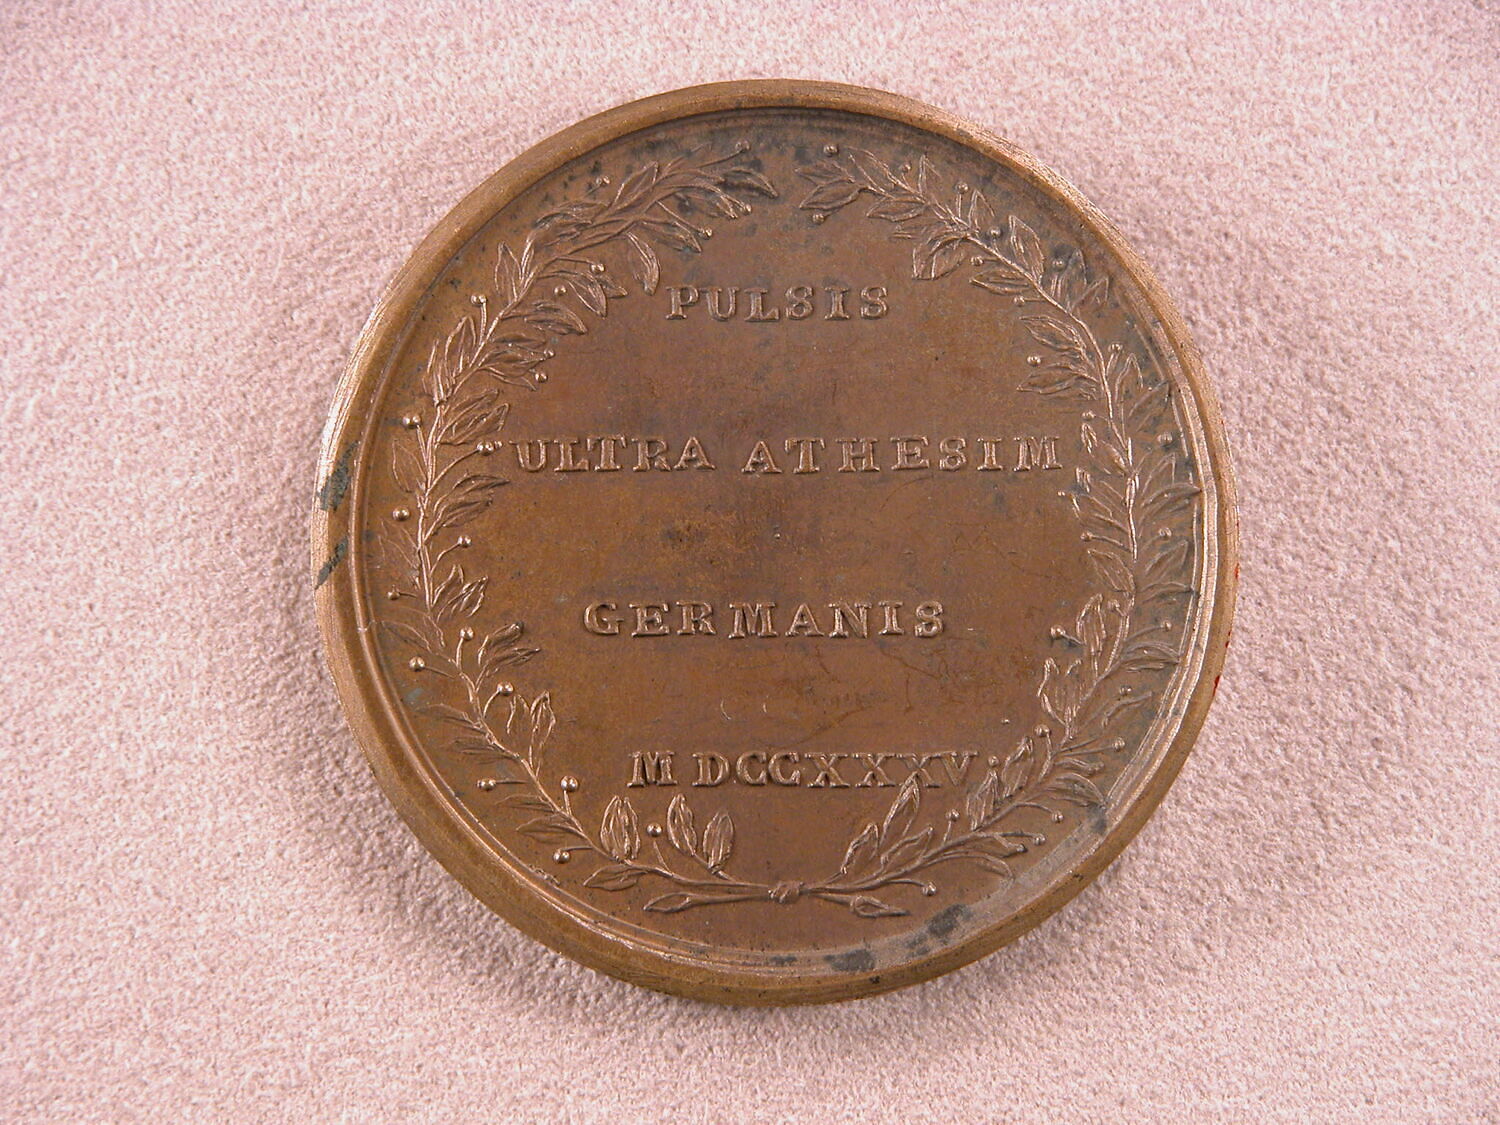 PULSIS
ULTRA ATHESIM
GERMANIS
M DCCXXXV